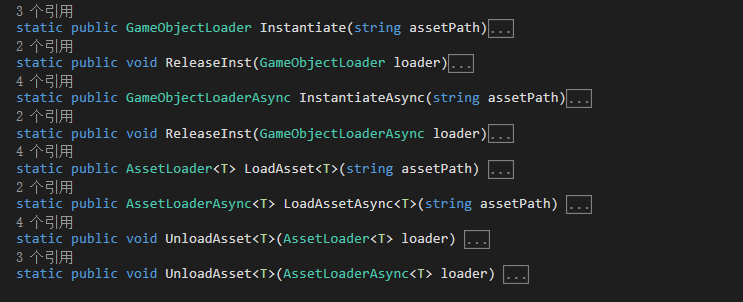 3 个引用
static public GameObjectLoader Instantiate(string assetPath)...
2 个引用
static public void ReleaseInst(GameObjectLoader loader)...
4 个引用
static public GameObjectLoaderAsync InstantiateAsync(string assetPath)...
2 个引用
static public void ReleaseInst(GameObjectLoaderAsync loader)...
4 个引用
static public AssetLoader<T> LoadAsset<T>(string assetPath) ...
2 个引用
static public AssetLoaderAsync<T> LoadAssetAsync<T>(string assetPath) ...
4 个引用
static public void UnloadAsset<T>(AssetLoader<T> loader) ...
3 个引用
static public void UnloadAsset<T>(AssetLoaderAsync<T> loader) ...